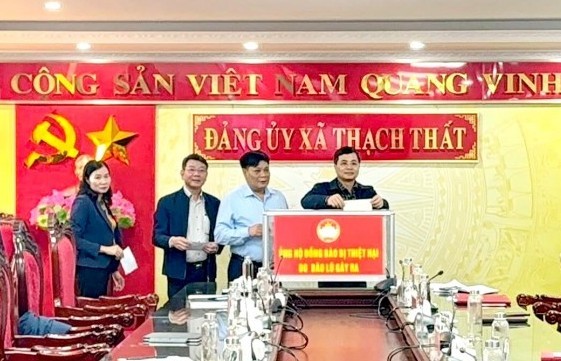 CÔNG SẢN VIỆT NAM QUANG VINH
ĐẢNG ỦY XÃ THẠCH THẤT
ỦNG HỘ ĐỒNG BÀO BỊ THIỆT HẠI
DO BÃO LŨ GÂY RA